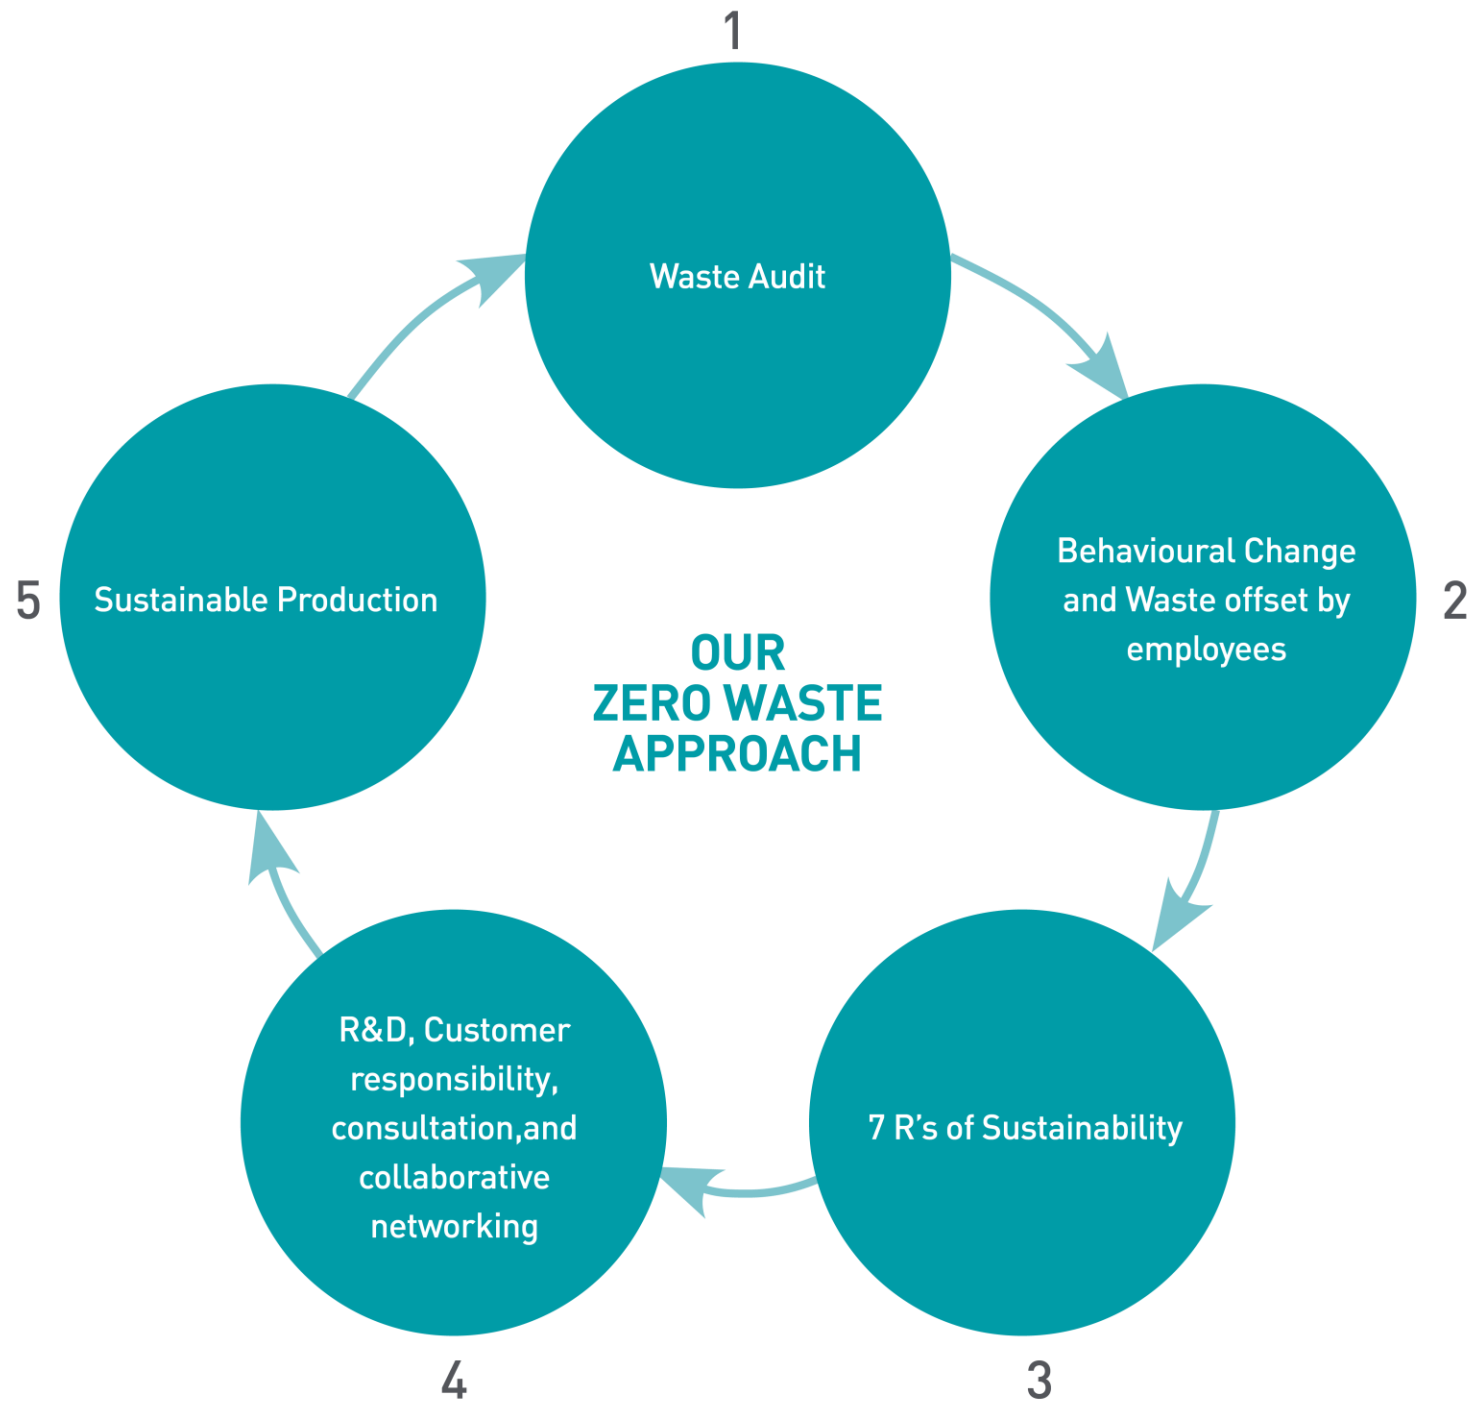 1
Waste Audit
Behavioural Change
and Waste offset by
employees
2
7 R's of Sustainability
3
R&D, Customer
responsibility,
consultation,and
collaborative
networking
4
5
Sustainable Production
OUR
ZERO WASTE
APPROACH